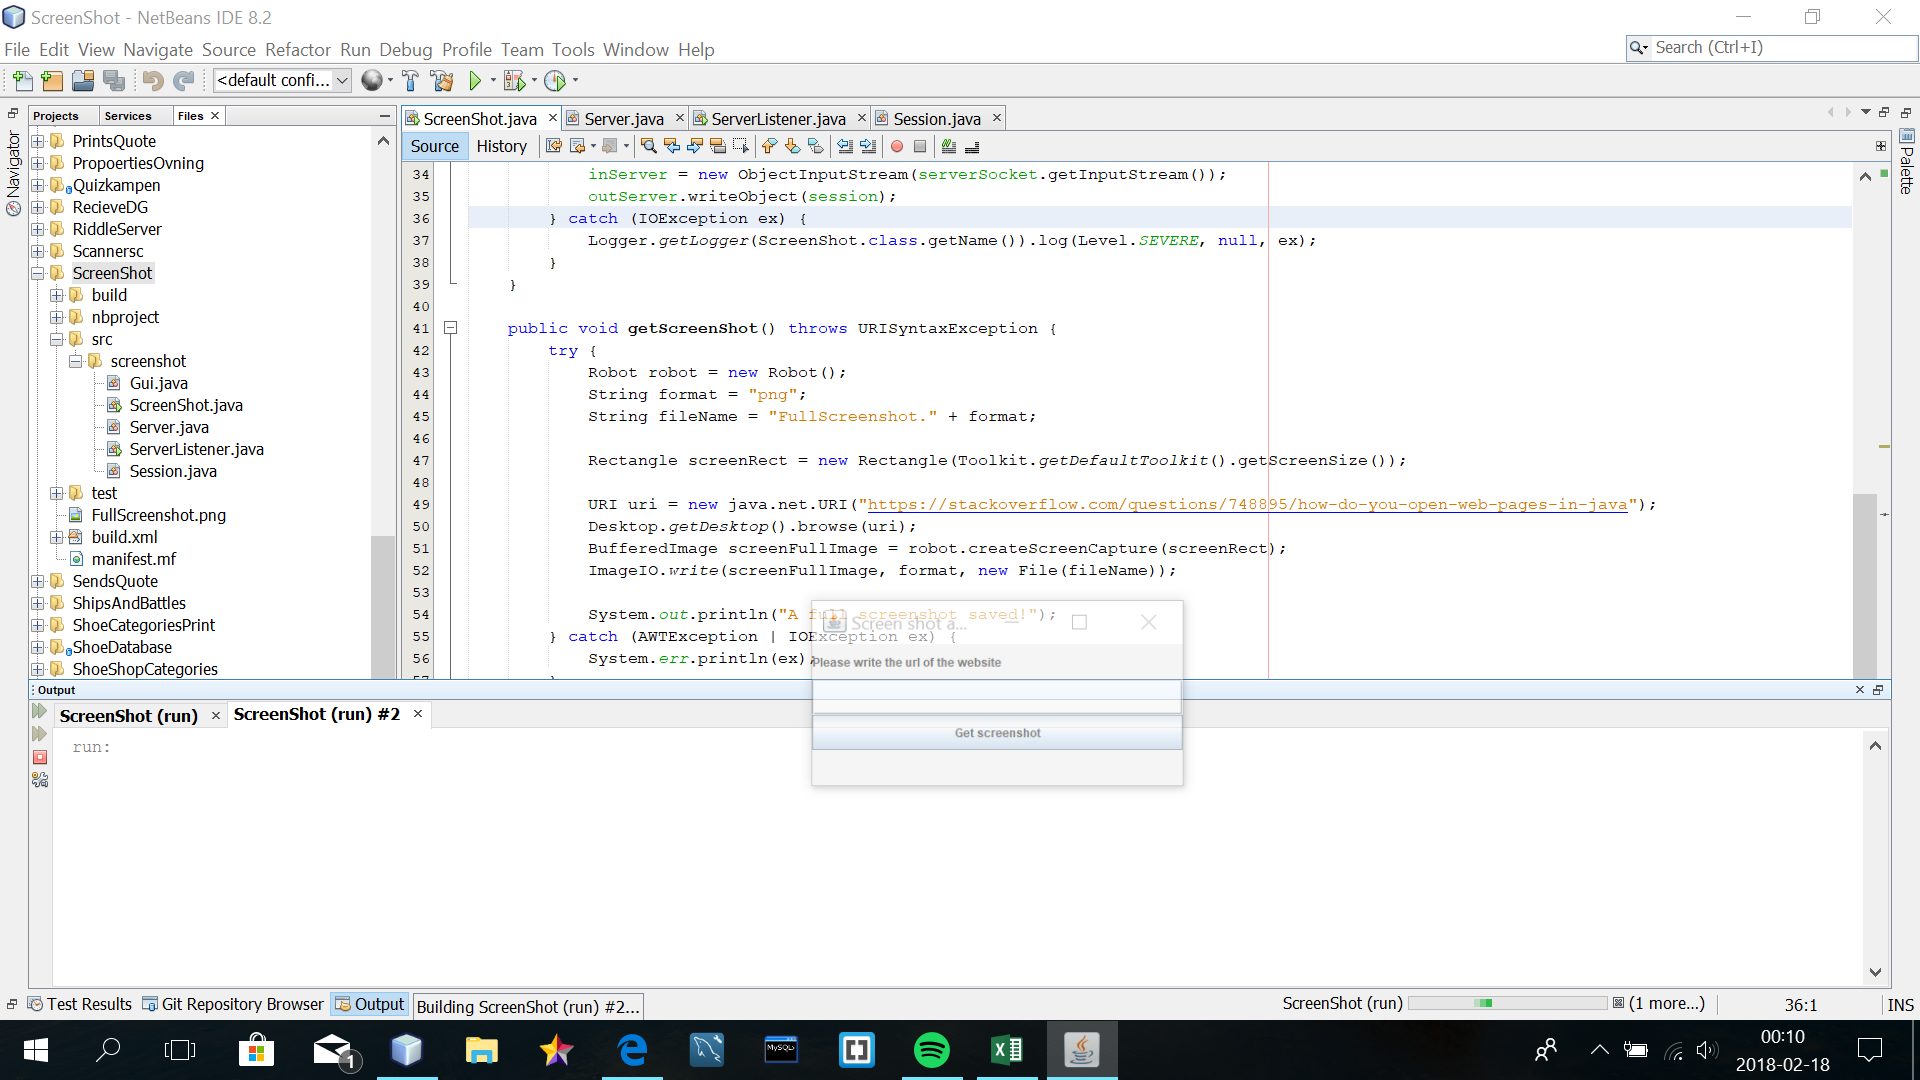 ScreenShot - NetBeans IDE 8.2
File Edit View Navigate Source Refactor Run Debug Profile Team Tools Window Help
Search (Ctrl+I)
<default confi...
Projects Services Files
ScreenShot.java Server.java ServerListener.java Session.java
Source History
Navigator
Palette
PrintsQuote
PropoertiesOvning
Quizkampen
RecieveDG
RiddleServer
Scannersc
ScreenShot
build
nbproject
src
screenshot
Gui.java
ScreenShot.java
Server.java
ServerListener.java
Session.java
test
FullScreenshot.png
build.xml
manifest.mf
SendsQuote
ShipsAndBattles
ShoeCategoriesPrint
ShoeDatabase
ShoeShopCategories
34 inServer = new ObjectInputStream(serverSocket.getInputStream());
35 outServer.writeObject(session);
36 } catch (IOException ex) {
37 Logger.getLogger(ScreenShot.class.getName()).log(Level.SEVERE, null, ex);
38 }
39 }
40
41 public void getScreenShot() throws URISyntaxException {
42 try {
43 Robot robot = new Robot();
44 String format = "png";
45 String fileName = "FullScreenshot." + format;
46
47 Rectangle screenRect = new Rectangle(Toolkit.getDefaultToolkit().getScreenSize());
48
49 URI uri = new java.net.URI("https://stackoverflow.com/questions/748895/how-do-you-open-web-pages-in-java");
50 Desktop.getDesktop().browse(uri);
51 BufferedImage screenFullImage = robot.createScreenCapture(screenRect);
52 ImageIO.write(screenFullImage, format, new File(fileName));
53
54 System.out.println("A full screenshot saved!");
55 } catch (AWTException | IOException ex) {
56 System.err.println(ex);
Screen shot a...
Please write the url of the website
Get screenshot
Output
ScreenShot (run) ScreenShot (run) #2
run:
Test Results Git Repository Browser Output Building ScreenShot (run) #2...
ScreenShot (run) (1 more...) 36:1 INS
1
MySQL
00:10
2018-02-18